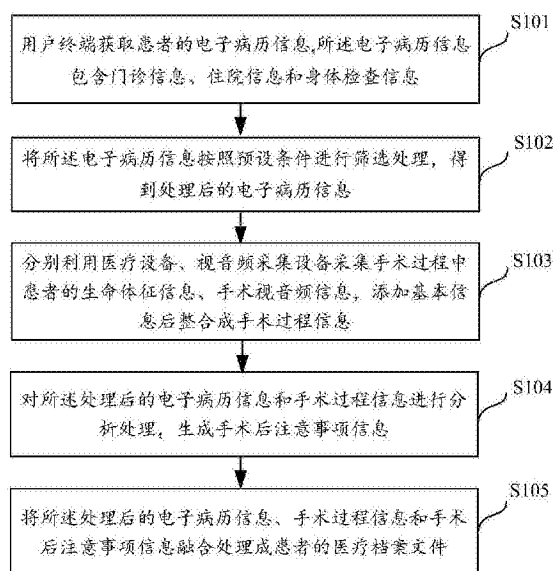 S101
用户终端获取患者的电子病历信息,所述电子病历信息
包含门诊信息、住院信息和身体检查信息
S102
将所述电子病历信息按照预设条件进行筛选处理，得
到处理后的电子病历信息
S103
分别利用医疗设备、视音频采集设备采集手术过程中
患者的生命体征信息、手术视音频信息，添加基本信
息后整合成手术过程信息
S104
对所述处理后的电子病历信息和手术过程信息进行分
析处理，生成手术后注意事项信息
S105
将所述处理后的电子病历信息、手术过程信息和手术
后注意事项信息融合处理成患者的医疗档案文件